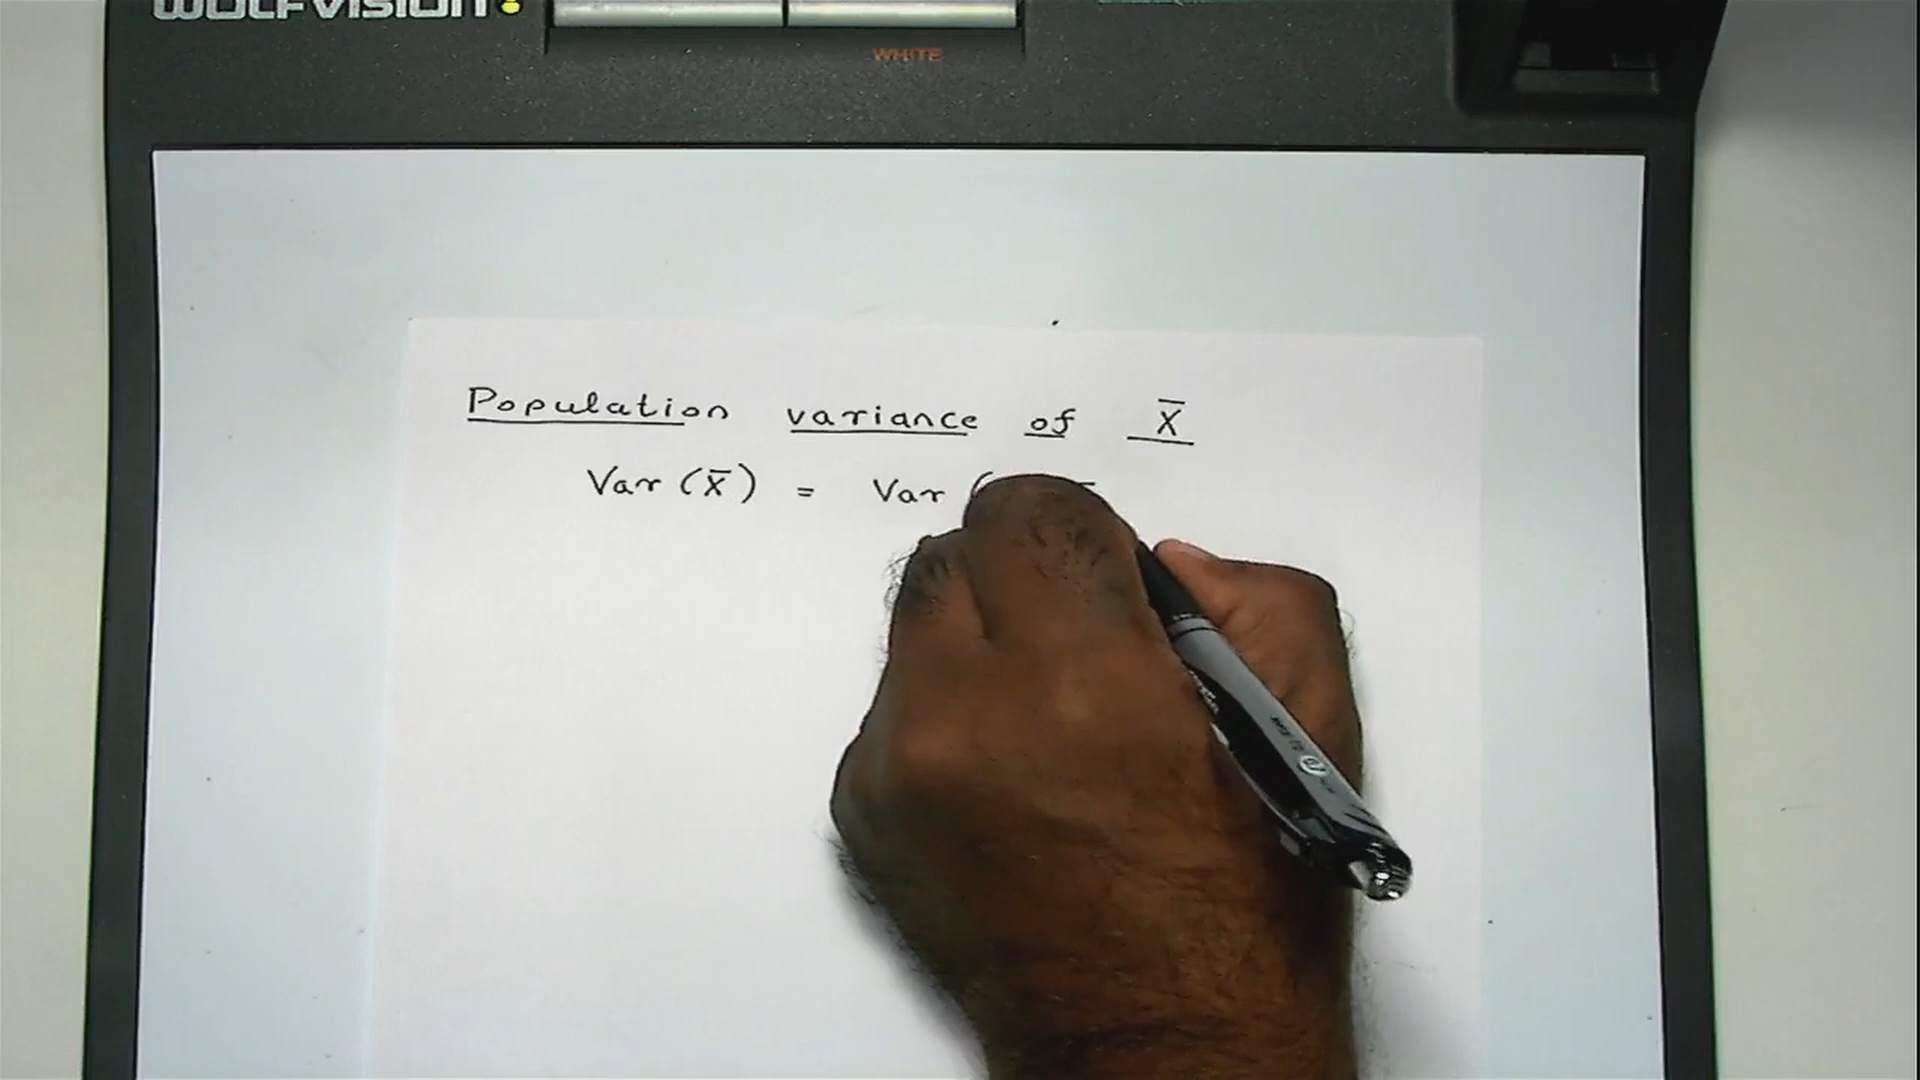 WOLFVISION
WHITE
Population variance of X̄
Var (X̄) = Var (